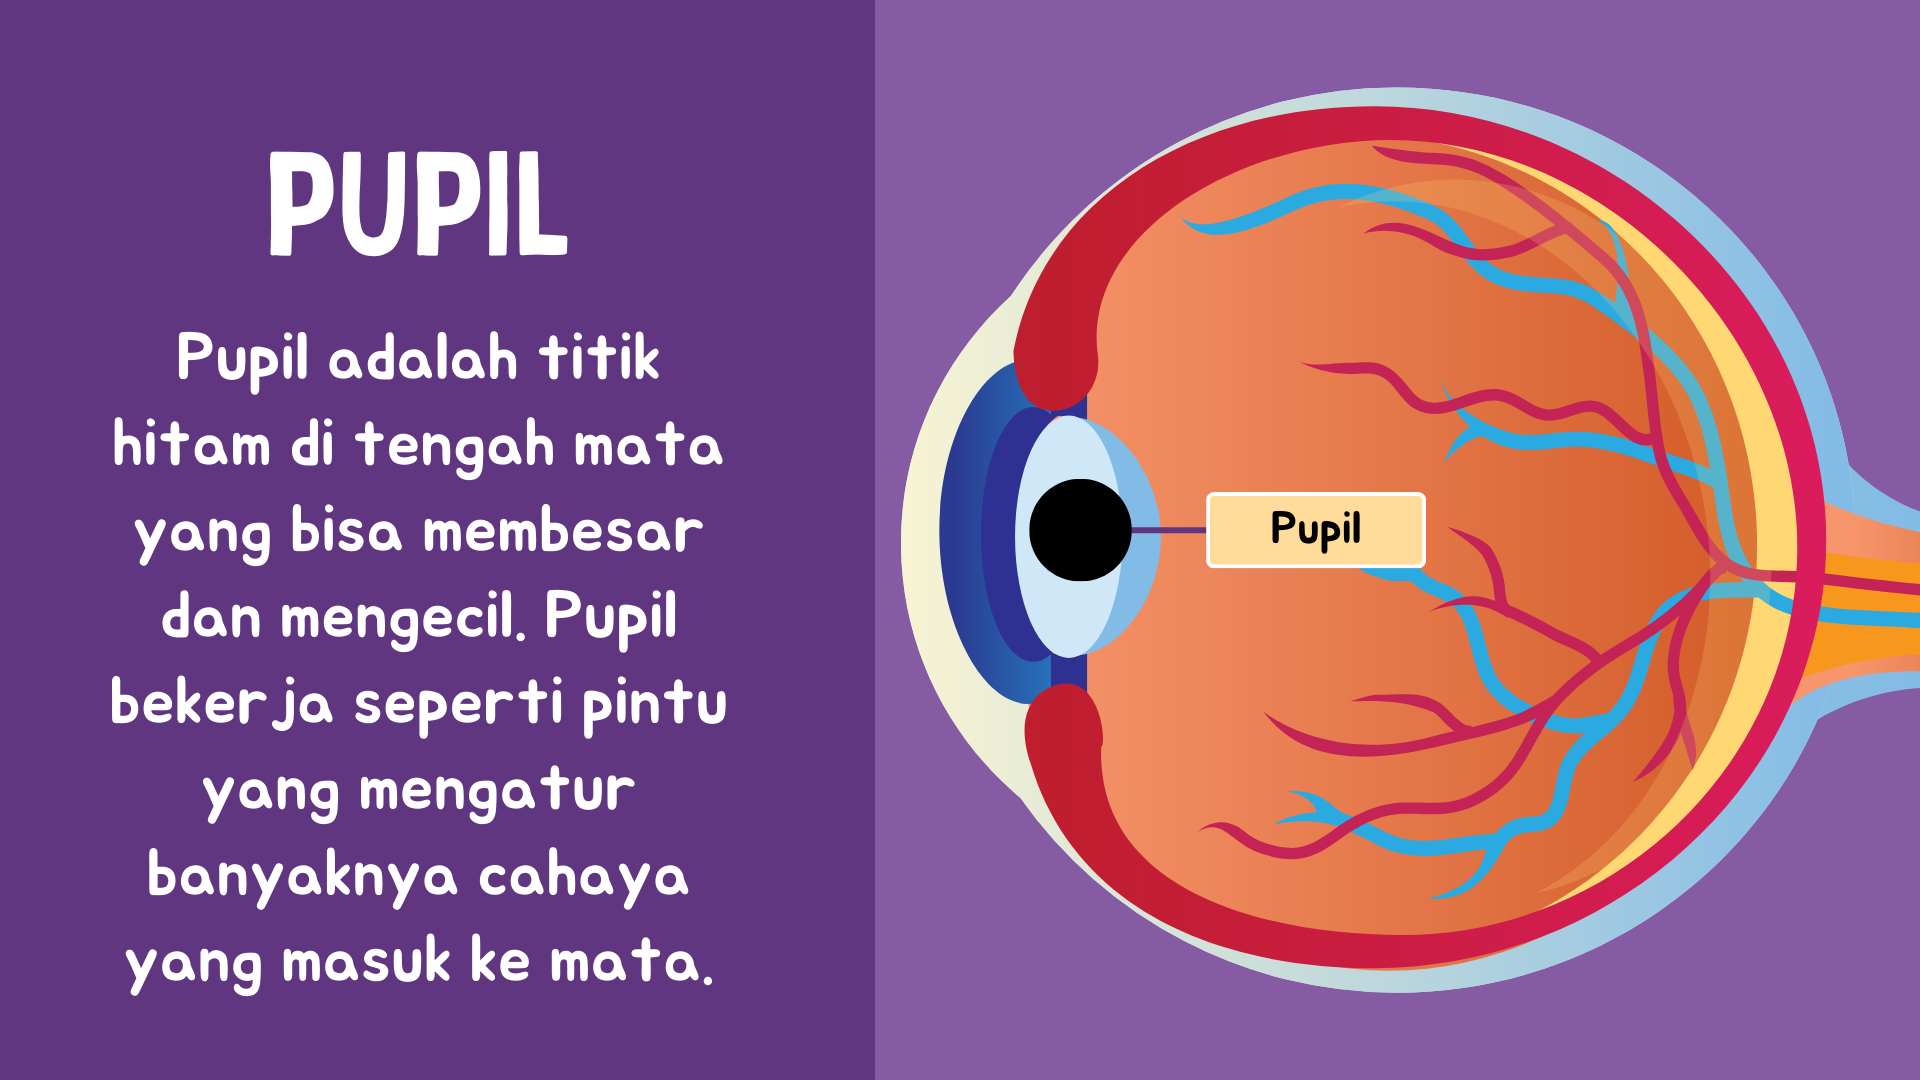 PUPIL
Pupil adalah titik
hitam di tengah mata
yang bisa membesar
dan mengecil. Pupil
bekerja seperti pintu
yang mengatur
banyaknya cahaya
yang masuk ke mata.
Pupil